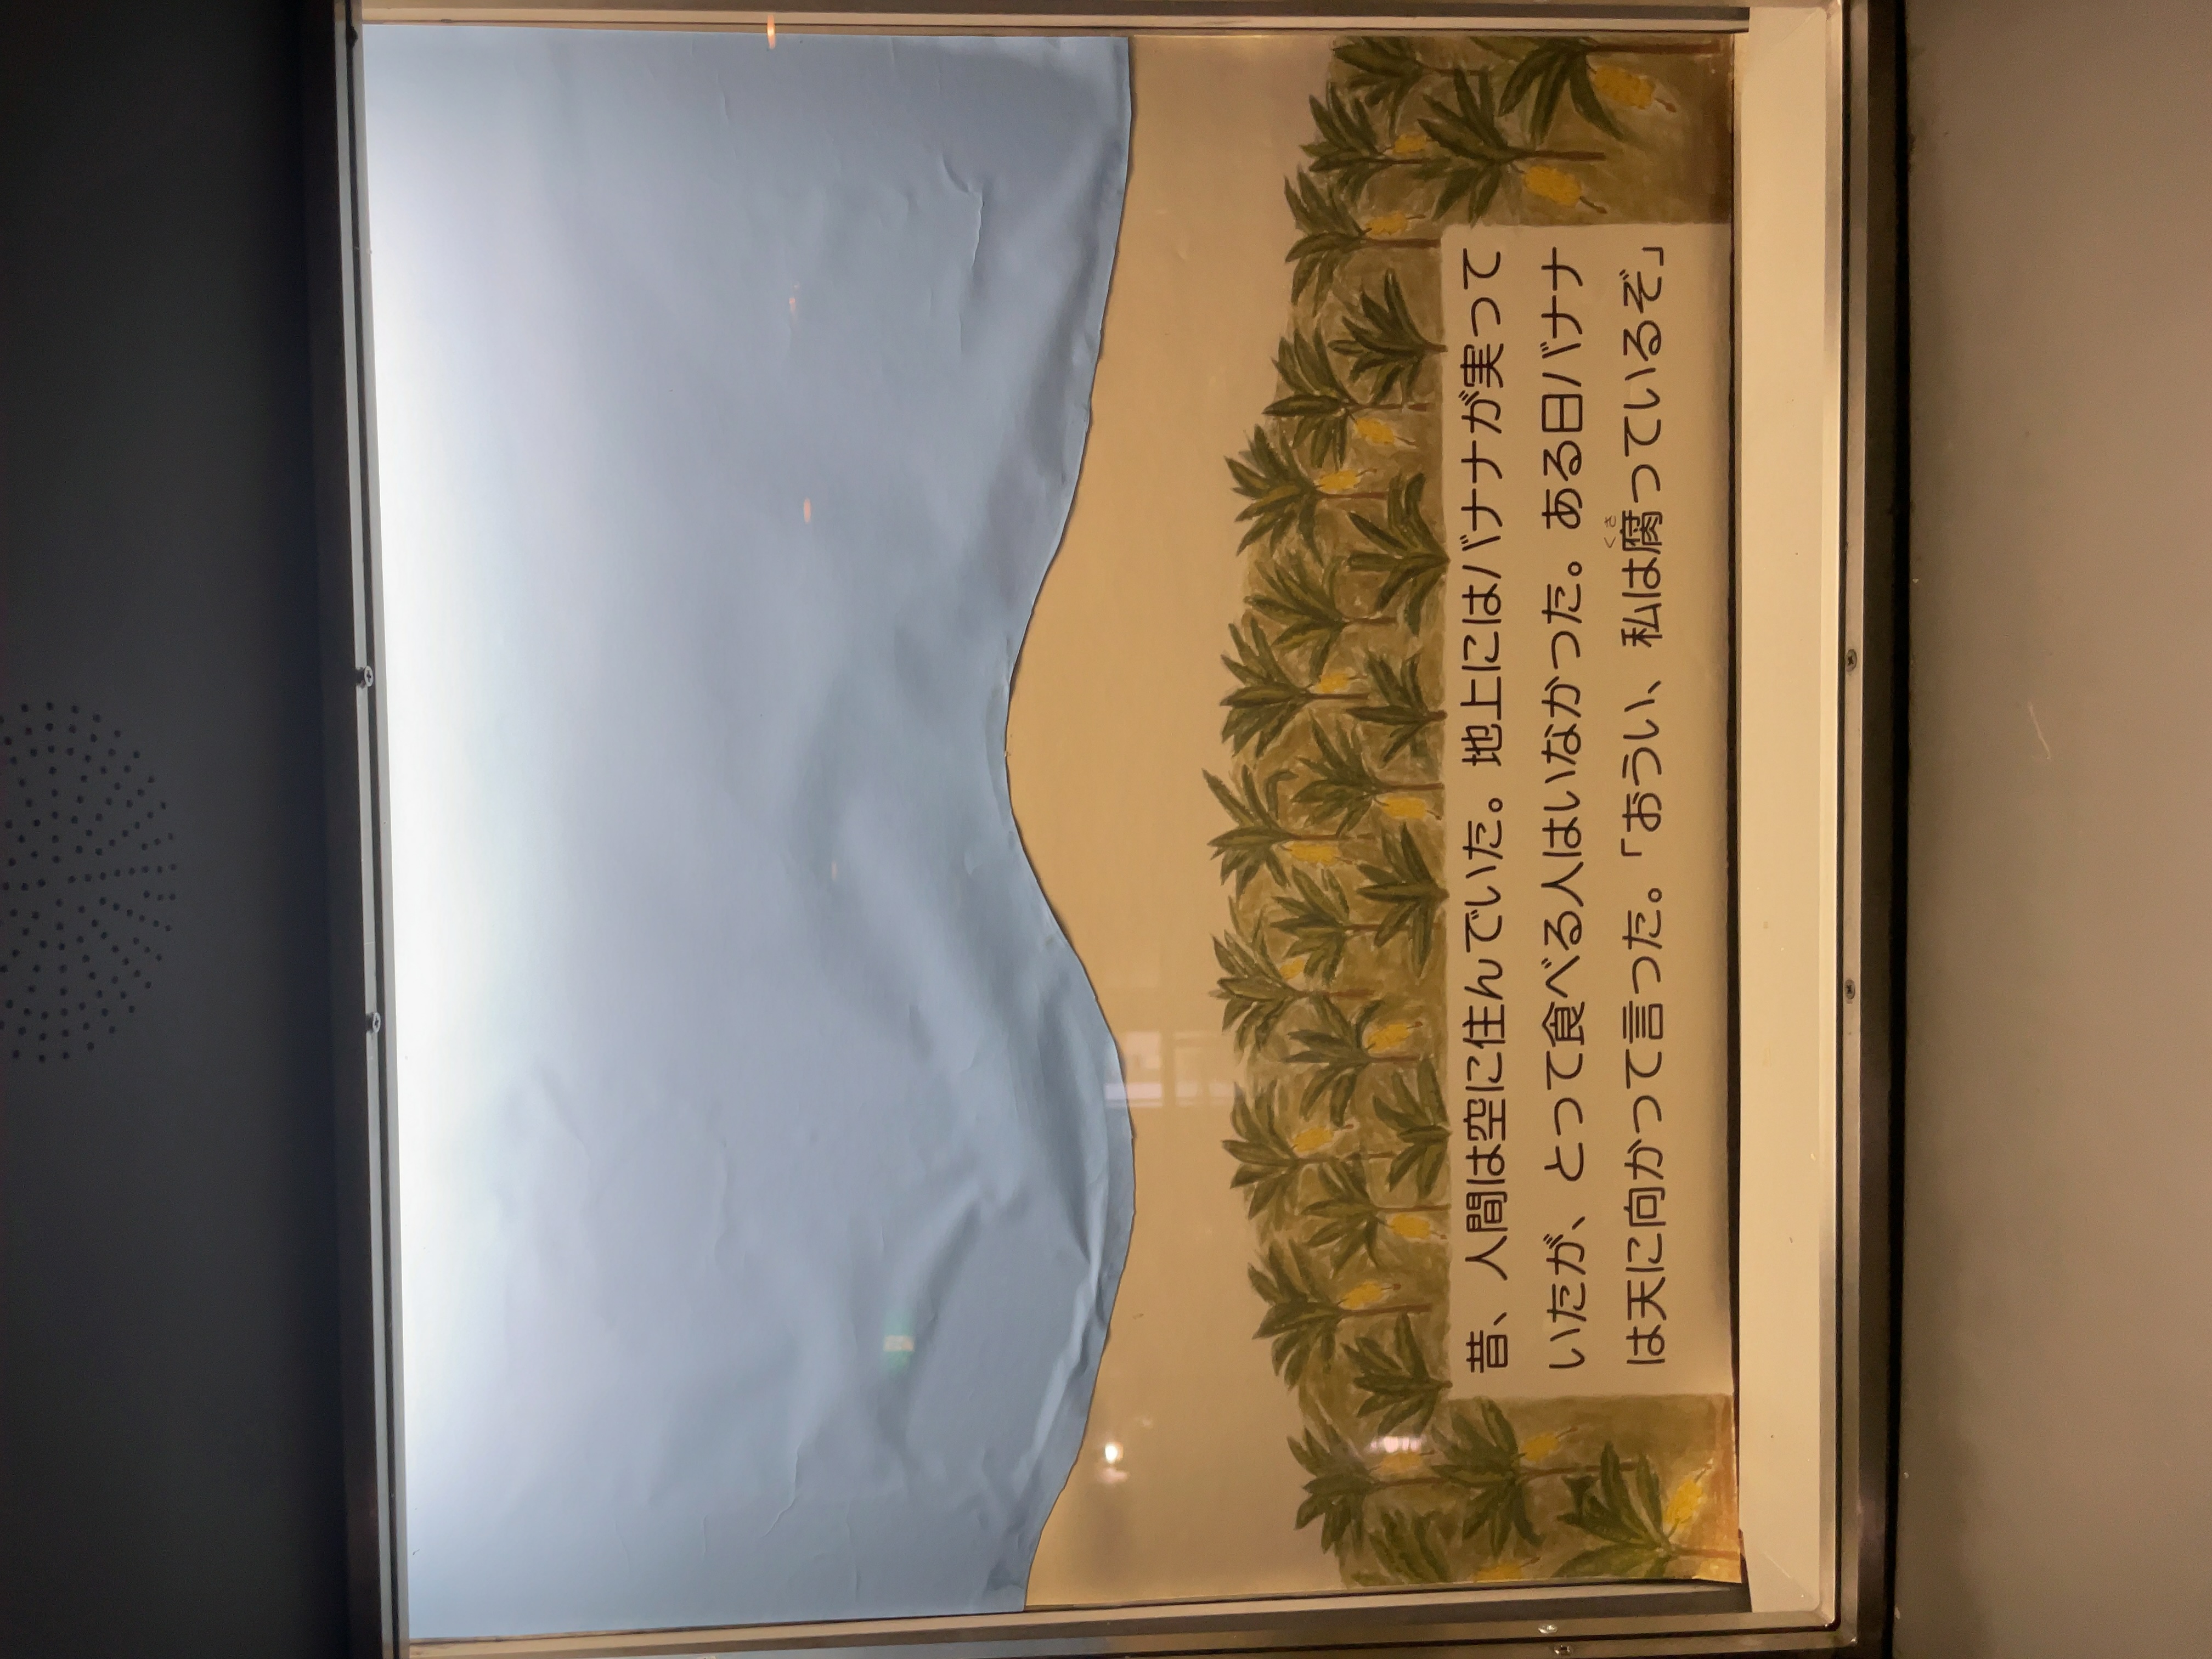 昔、人間は空に住んでいた。地上にはバナナが実って
いたが、とって食べる人はいなかった。ある日バナナ
くさ
は天に向かって言った。「おうい、私は腐っているぞ」